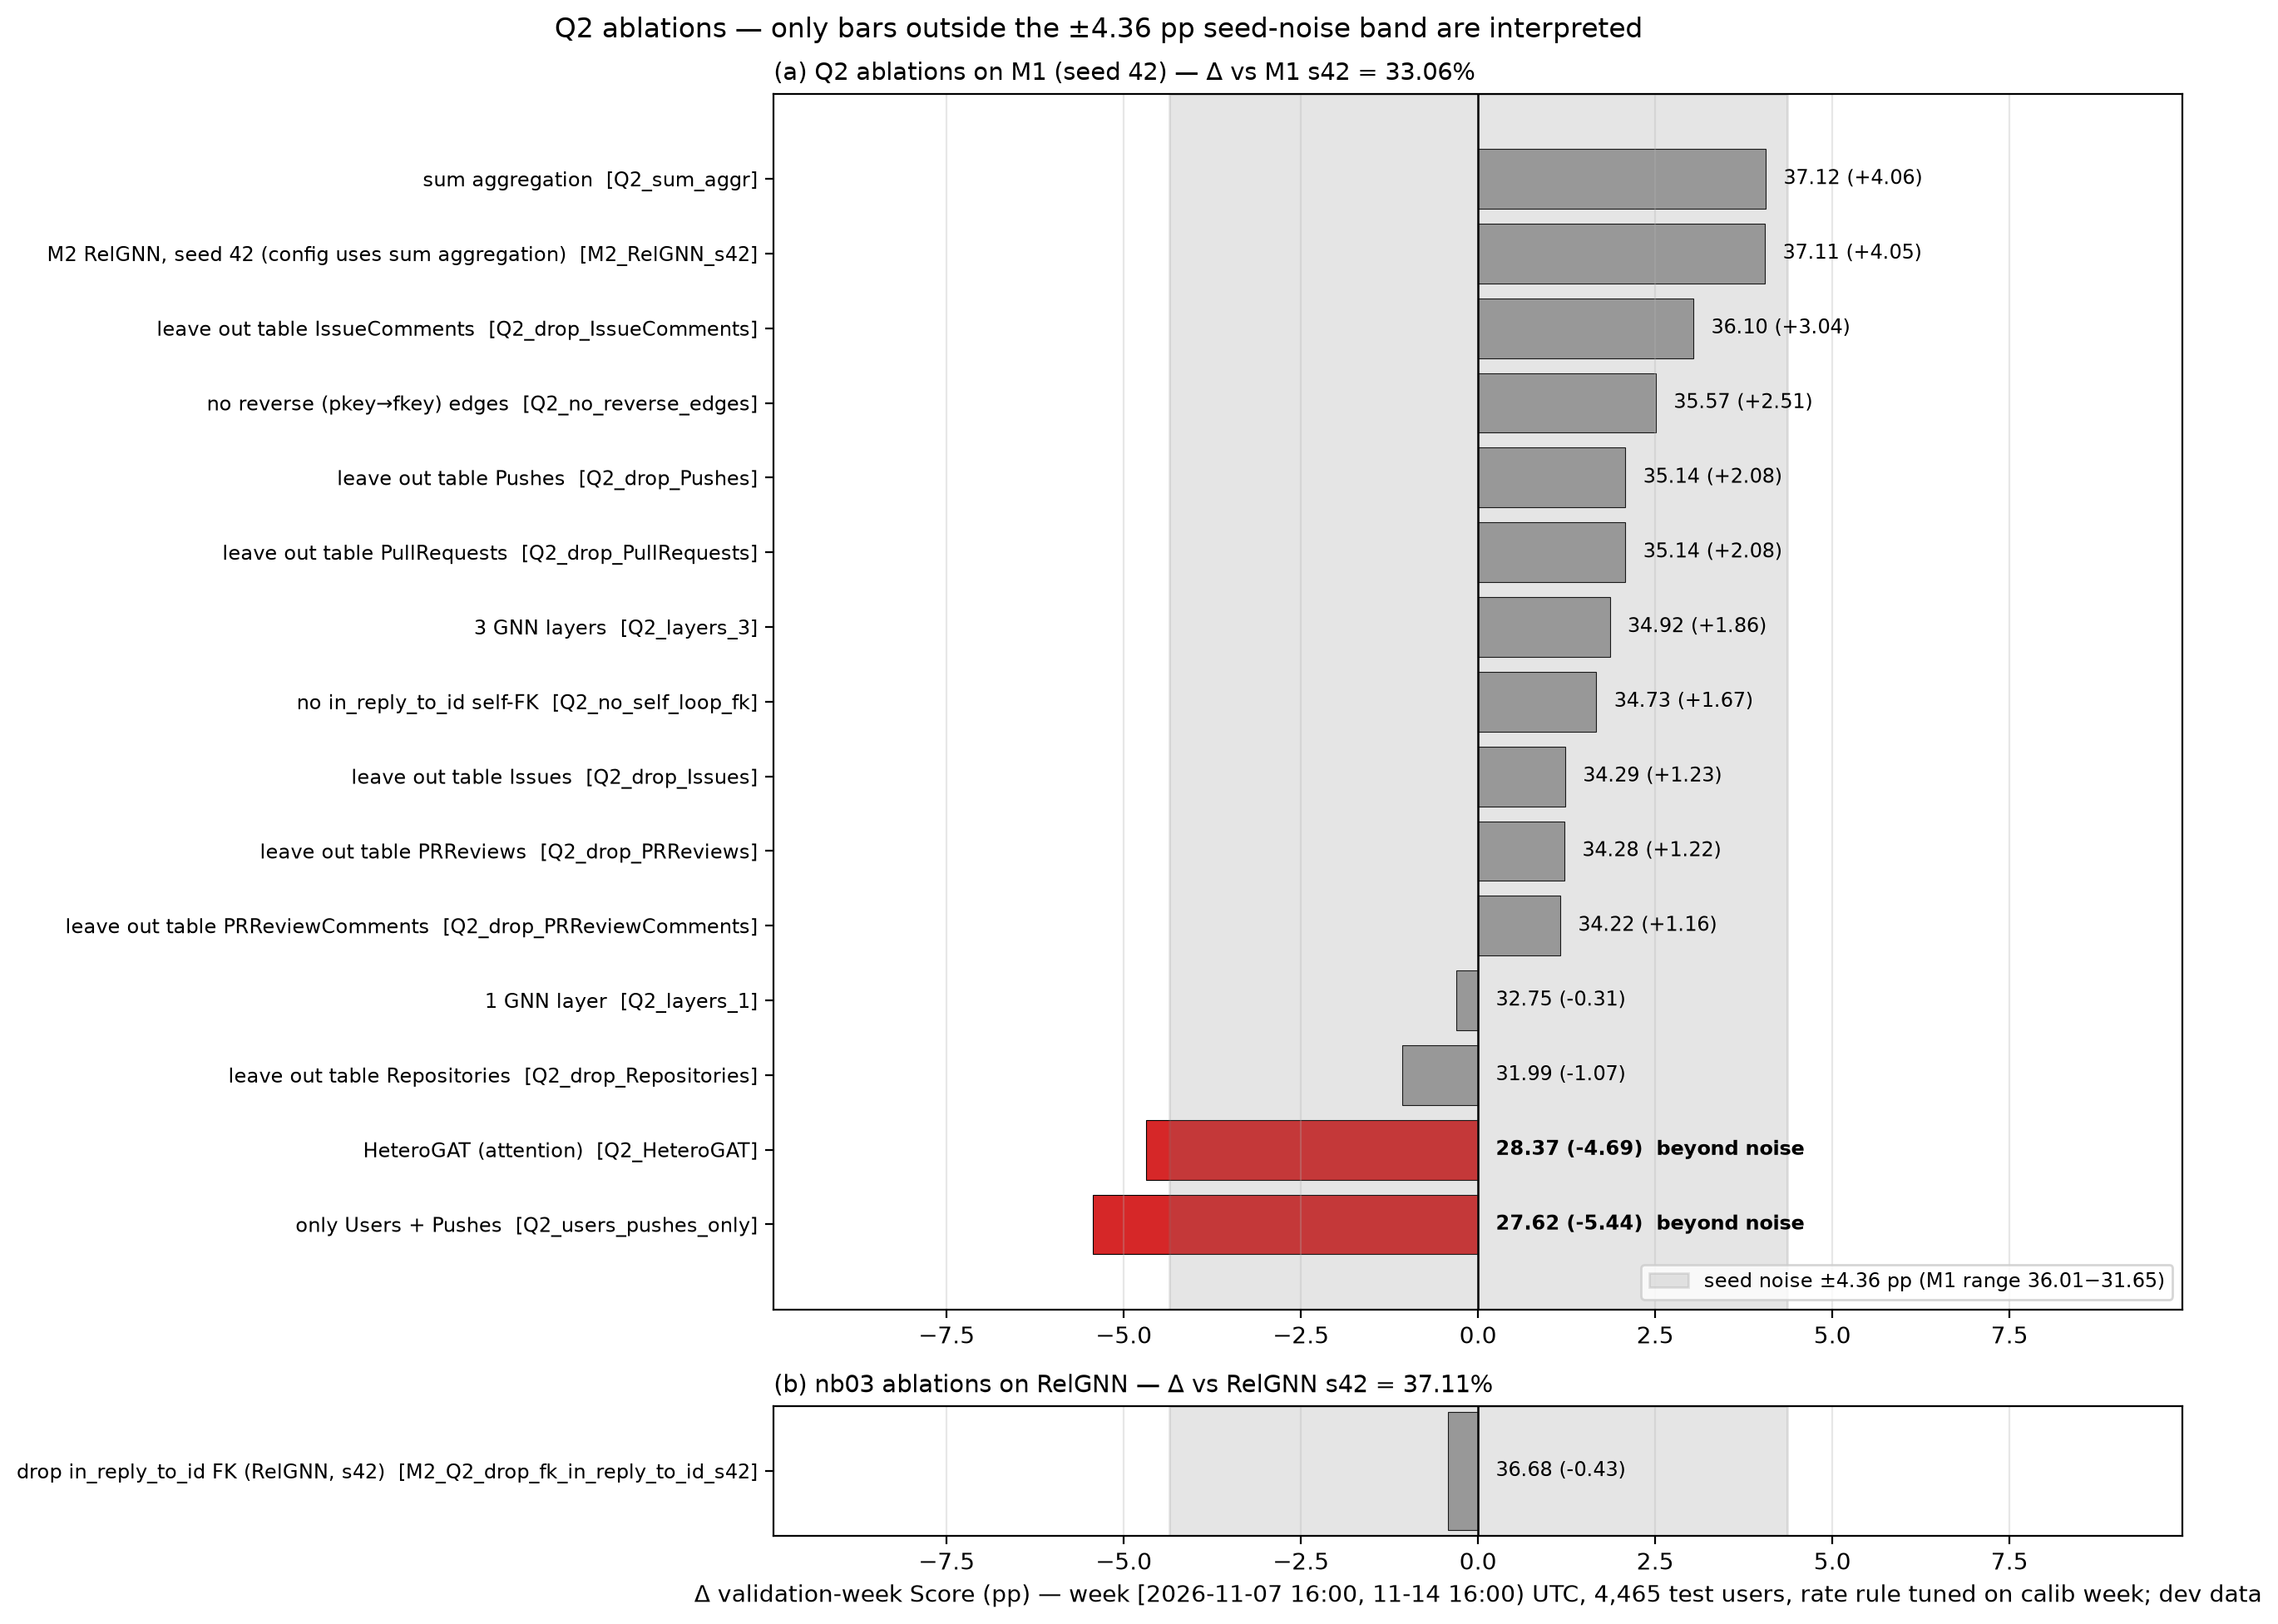 Q2 ablations — only bars outside the ±4.36 pp seed-noise band are interpreted
(a) Q2 ablations on M1 (seed 42) — Δ vs M1 s42 = 33.06%
sum aggregation [Q2_sum_aggr] 37.12 (+4.06)
M2 RelGNN, seed 42 (config uses sum aggregation) [M2_RelGNN_s42] 37.11 (+4.05)
leave out table IssueComments [Q2_drop_IssueComments] 36.10 (+3.04)
no reverse (pkey→fkey) edges [Q2_no_reverse_edges] 35.57 (+2.51)
leave out table Pushes [Q2_drop_Pushes] 35.14 (+2.08)
leave out table PullRequests [Q2_drop_PullRequests] 35.14 (+2.08)
3 GNN layers [Q2_layers_3] 34.92 (+1.86)
no in_reply_to_id self-FK [Q2_no_self_loop_fk] 34.73 (+1.67)
leave out table Issues [Q2_drop_Issues] 34.29 (+1.23)
leave out table PRReviews [Q2_drop_PRReviews] 34.28 (+1.22)
leave out table PRReviewComments [Q2_drop_PRReviewComments] 34.22 (+1.16)
1 GNN layer [Q2_layers_1] 32.75 (-0.31)
leave out table Repositories [Q2_drop_Repositories] 31.99 (-1.07)
HeteroGAT (attention) [Q2_HeteroGAT] 28.37 (-4.69) beyond noise
only Users + Pushes [Q2_users_pushes_only] 27.62 (-5.44) beyond noise
seed noise ±4.36 pp (M1 range 36.01−31.65)
−7.5 −5.0 −2.5 0.0 2.5 5.0 7.5
(b) nb03 ablations on RelGNN — Δ vs RelGNN s42 = 37.11%
drop in_reply_to_id FK (RelGNN, s42) [M2_Q2_drop_fk_in_reply_to_id_s42] 36.68 (-0.43)
−7.5 −5.0 −2.5 0.0 2.5 5.0 7.5
Δ validation-week Score (pp) — week [2026-11-07 16:00, 11-14 16:00) UTC, 4,465 test users, rate rule tuned on calib week; dev data